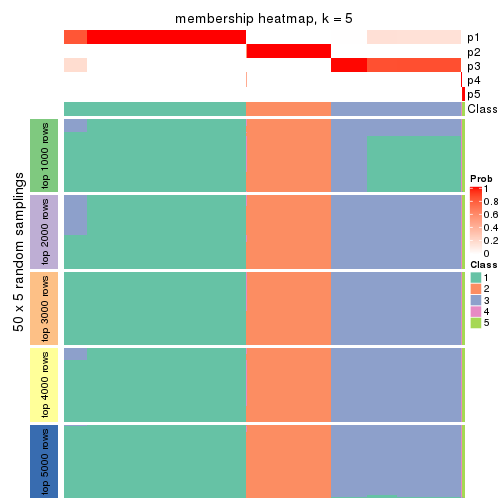 membership heatmap, k = 5
p1
p2
p3
p4
p5
Class
50 x 5 random samplings
top 1000 rows
top 2000 rows
top 3000 rows
top 4000 rows
top 5000 rows
Prob
1
0.8
0.6
0.4
0.2
0
Class
1
2
3
4
5